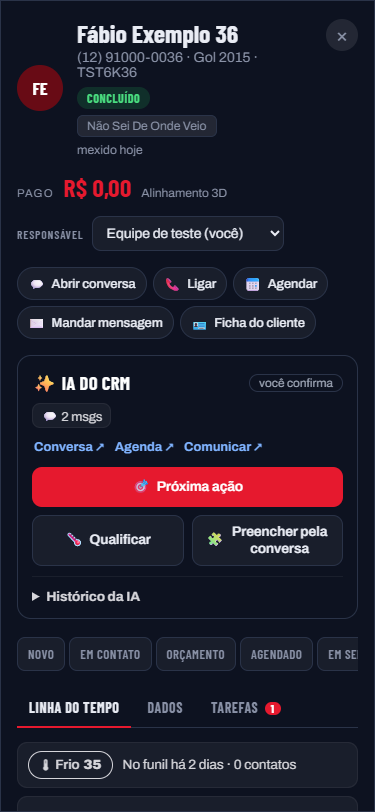 Fábio Exemplo 36
(12) 91000-0036 · Gol 2015 ·
TST6K36
FE
CONCLUÍDO
Não Sei De Onde Veio
mexido hoje
PAGO R$ 0,00 Alinhamento 3D
RESPONSÁVEL Equipe de teste (você)
Abrir conversa Ligar Agendar
Mandar mensagem Ficha do cliente
IA DO CRM você confirma
2 msgs
Conversa ↗ Agenda ↗ Comunicar ↗
Próxima ação
Qualificar Preencher pela
conversa
Histórico da IA
NOVO EM CONTATO ORÇAMENTO AGENDADO EM SE
LINHA DO TEMPO DADOS TAREFAS 1
Frio 35 No funil há 2 dias · 0 contatos